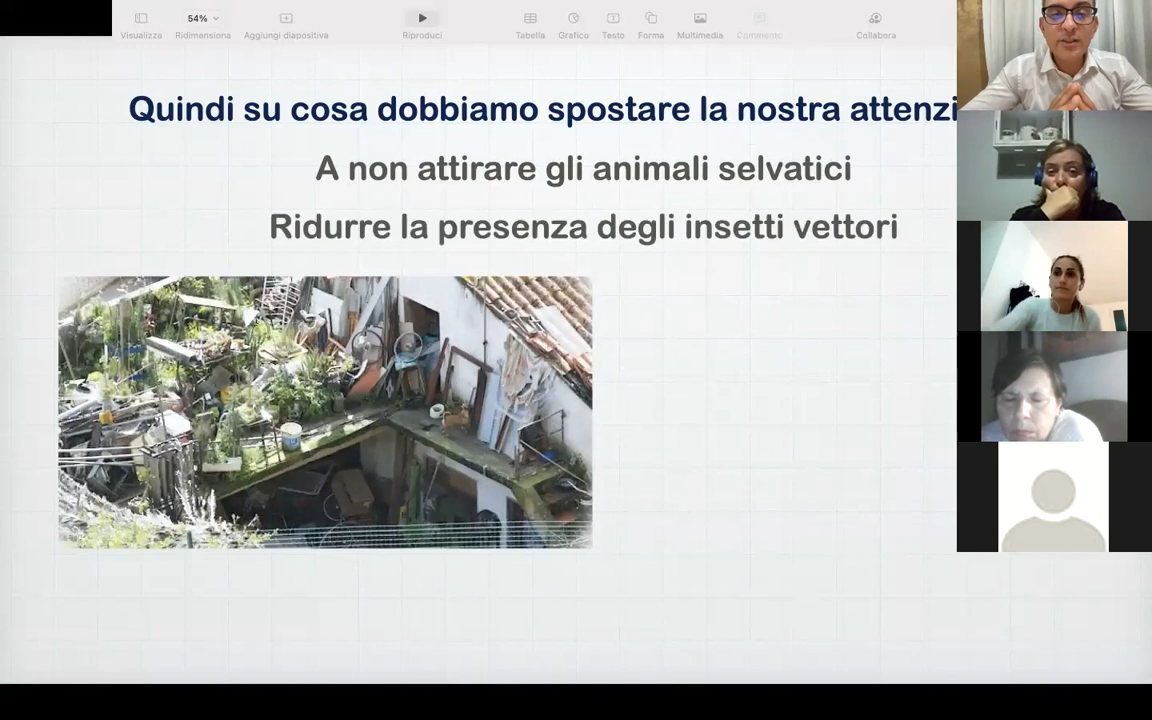 54%
Visualizza Ridimensiona Aggiungi diapositiva Riproduci Tabella Grafico Testo Forma Multimedia Commento Collabora
Quindi su cosa dobbiamo spostare la nostra attenzi
A non attirare gli animali selvatici
Ridurre la presenza degli insetti vettori